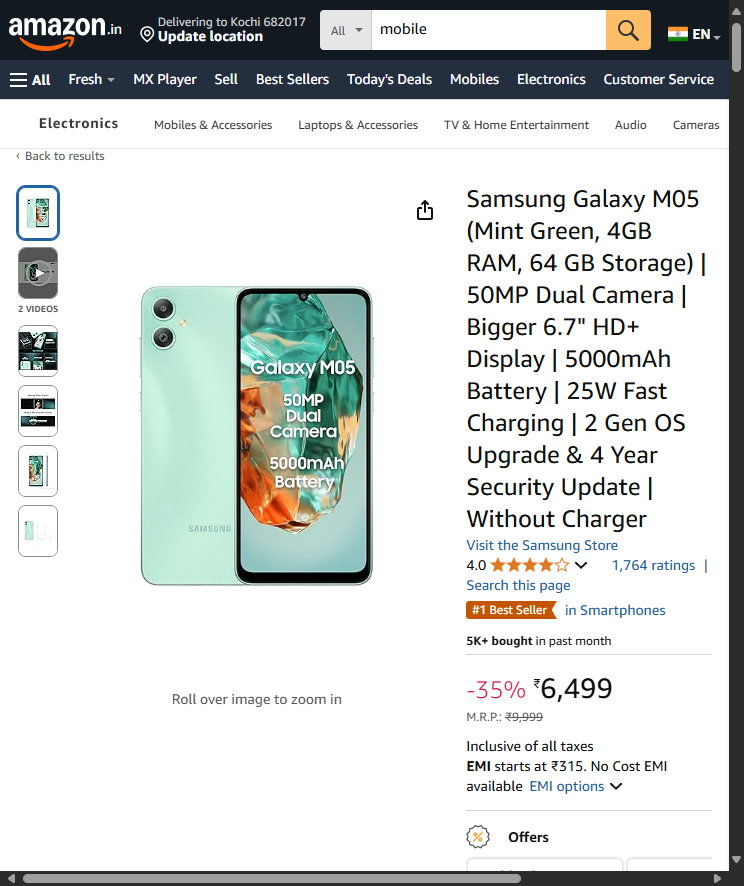 amazon.in
Delivering to Kochi 682017
Update location
All
mobile
EN
All
Fresh
MX Player
Sell
Best Sellers
Today's Deals
Mobiles
Electronics
Customer Service
Electronics
Mobiles & Accessories
Laptops & Accessories
TV & Home Entertainment
Audio
Cameras
‹ Back to results
2 VIDEOS
Galaxy M05
50MP
Dual
Camera
5000mAh
Battery
SAMSUNG
Roll over image to zoom in
Samsung Galaxy M05
(Mint Green, 4GB
RAM, 64 GB Storage) |
50MP Dual Camera |
Bigger 6.7" HD+
Display | 5000mAh
Battery | 25W Fast
Charging | 2 Gen OS
Upgrade & 4 Year
Security Update |
Without Charger
Visit the Samsung Store
4.0 1,764 ratings |
Search this page
#1 Best Seller in Smartphones
5K+ bought in past month
-35% ₹6,499
M.R.P.: ₹9,999
Inclusive of all taxes
EMI starts at ₹315. No Cost EMI
available EMI options
% Offers